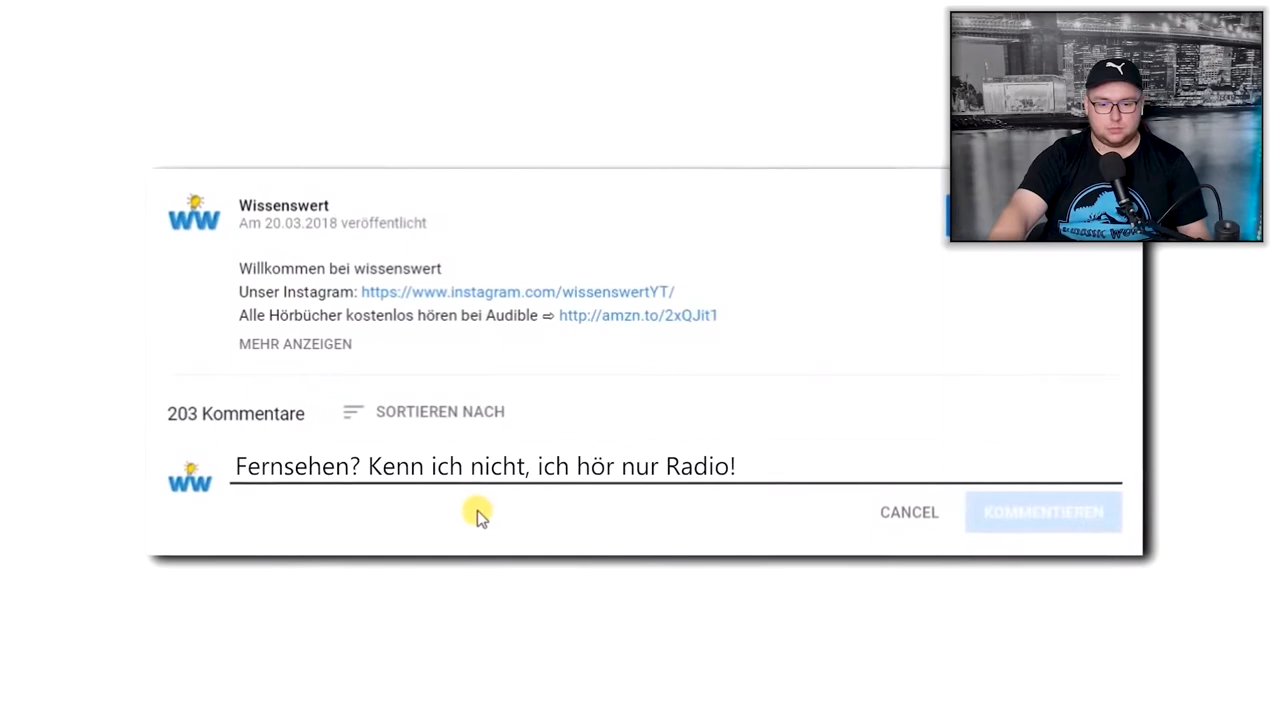 WW
Wissenswert
Am 20.03.2018 veröffentlicht
Willkommen bei wissenswert
Unser Instagram: https://www.instagram.com/wissenswertYT/
Alle Hörbücher kostenlos hören bei Audible ⇨ http://amzn.to/2xQJit1
MEHR ANZEIGEN
203 Kommentare
SORTIEREN NACH
WW
Fernsehen? Kenn ich nicht, ich hör nur Radio!
CANCEL
KOMMENTIEREN